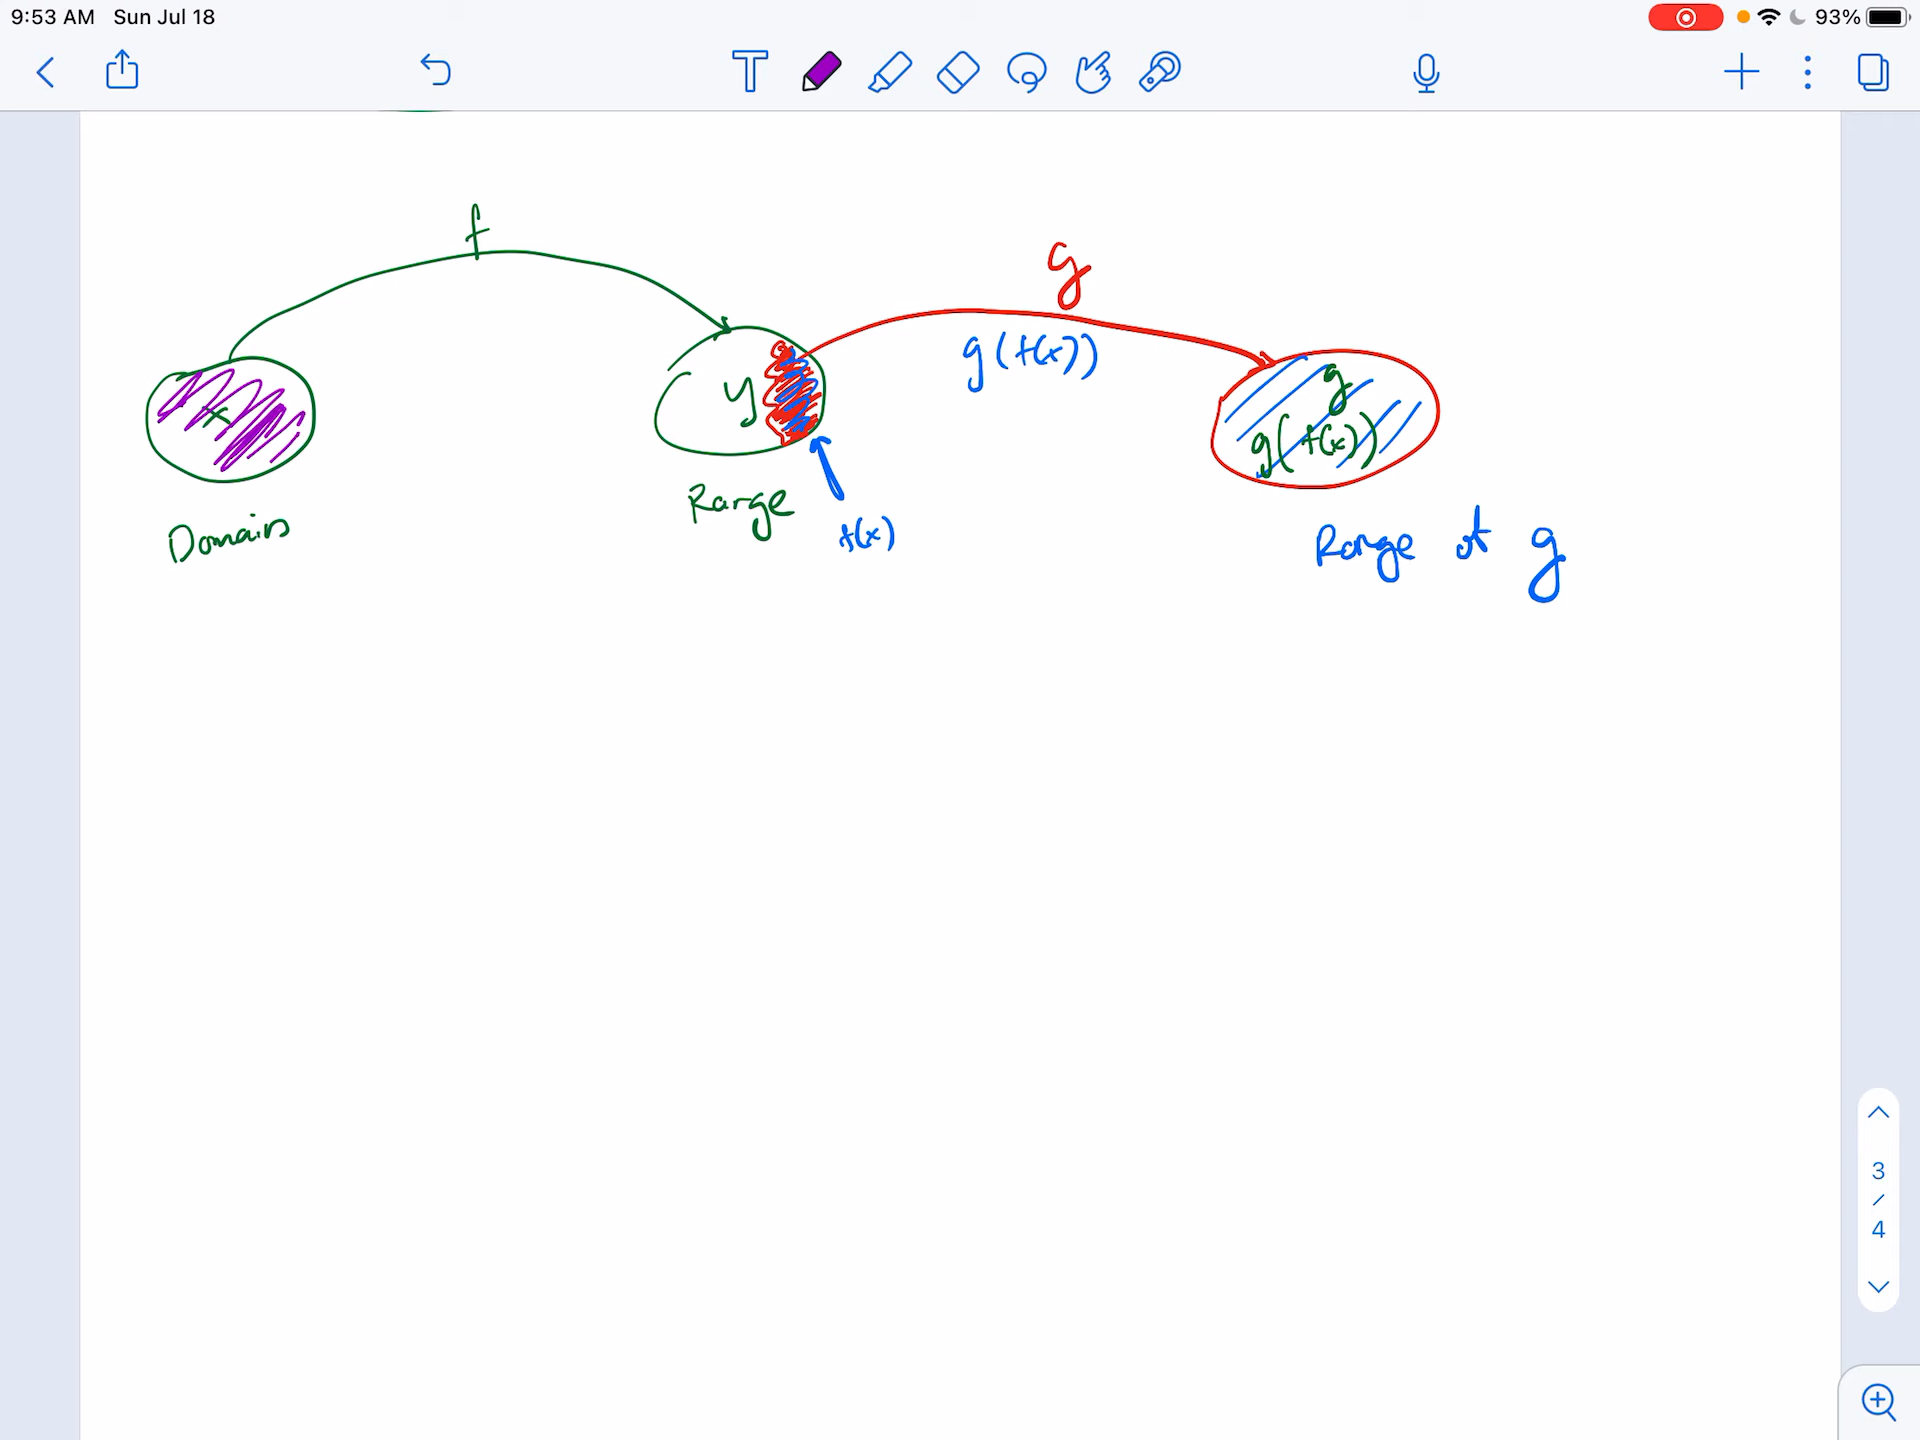 9:53 AM Sun Jul 18
93%
T
f
g
g(f(x))
x
y
g
g(f(x))
Range
f(x)
Domain
Range of g
3
/
4